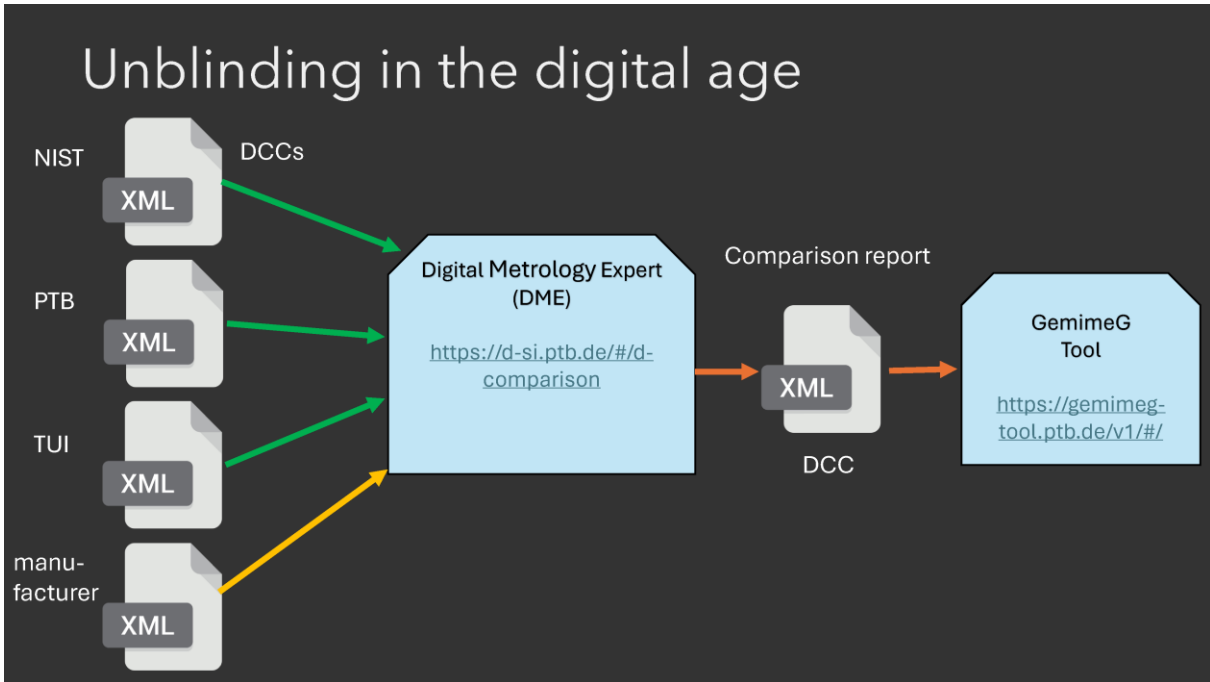 Unblinding in the digital age
NIST
XML
DCCs
PTB
XML
TUI
XML
manu-
facturer
XML
Digital Metrology Expert
(DME)
https://d-si.ptb.de/#/d-
comparison
Comparison report
XML
DCC
GemimeG
Tool
https://gemimeg-
tool.ptb.de/v1/#/